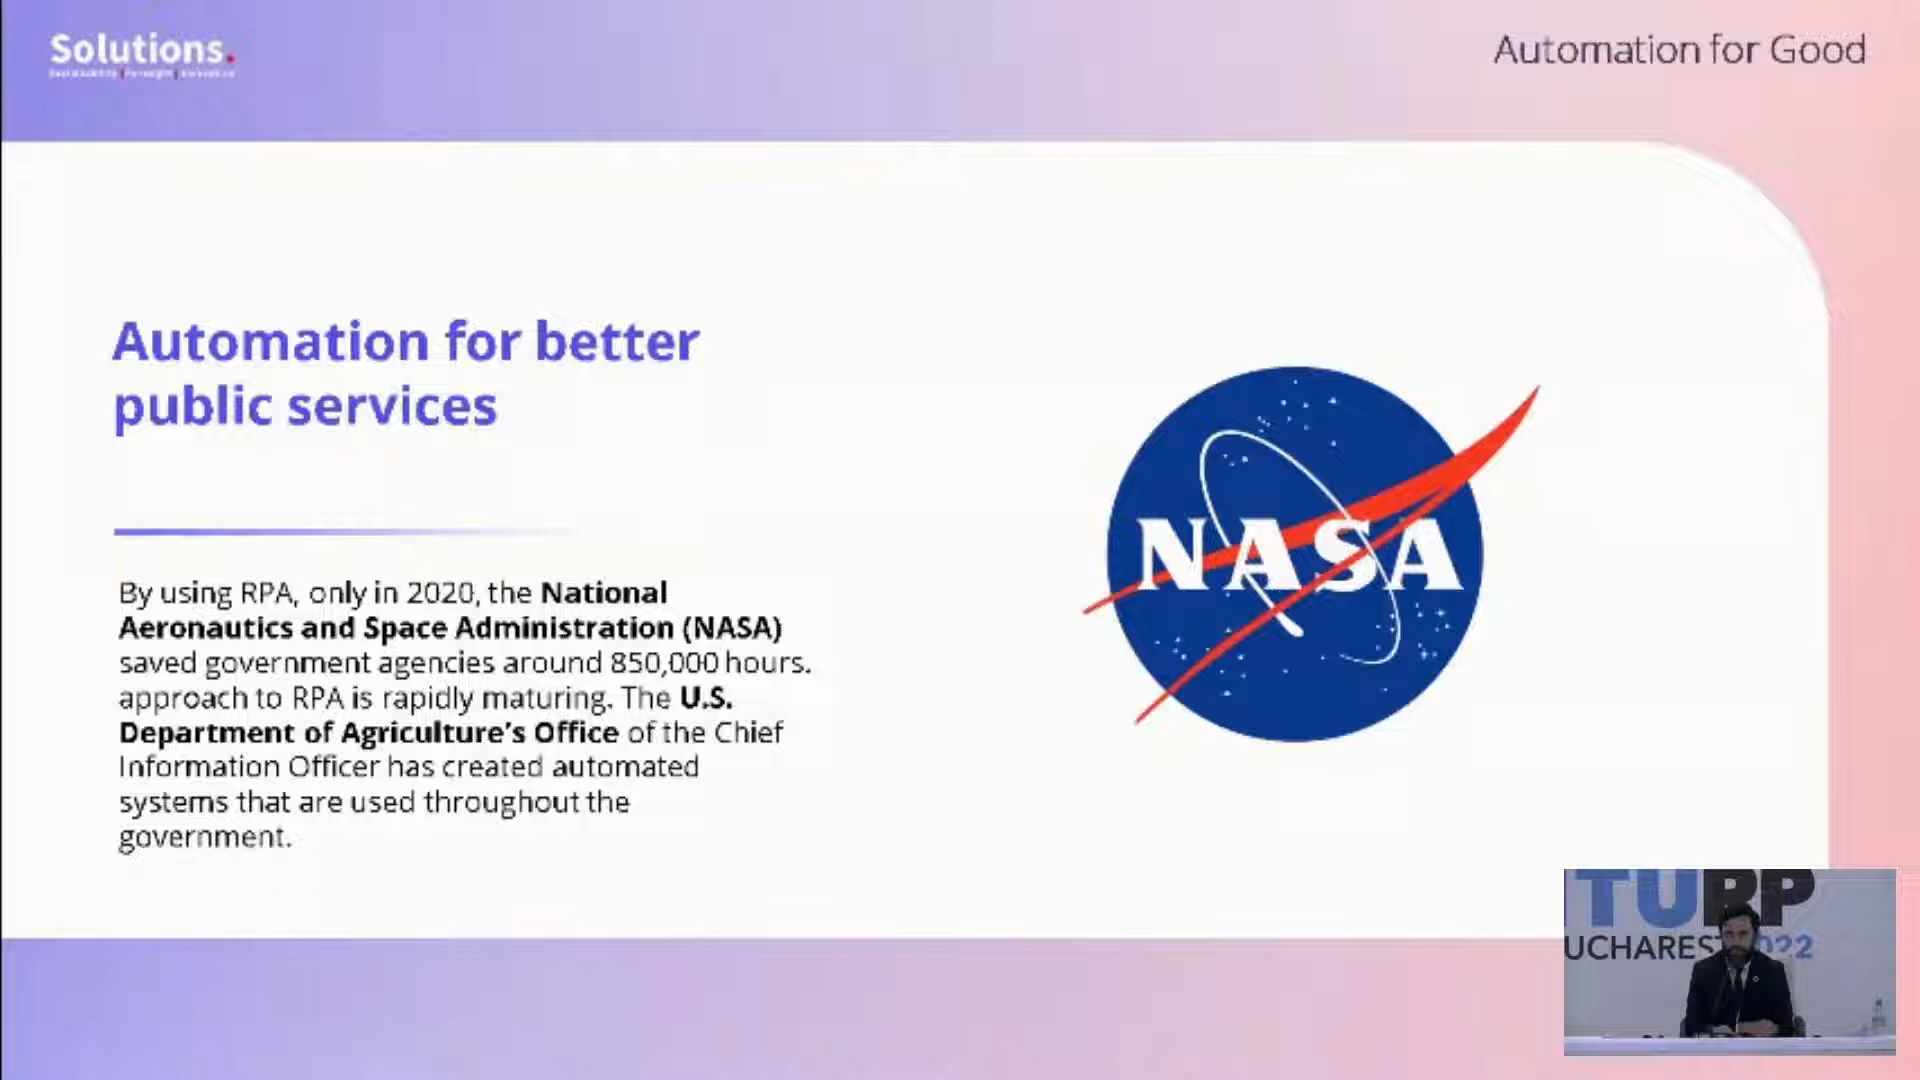 Solutions.
Automation for Good
Automation for better
public services
By using RPA, only in 2020, the National
Aeronautics and Space Administration (NASA)
saved government agencies around 850,000 hours.
approach to RPA is rapidly maturing. The U.S.
Department of Agriculture's Office of the Chief
Information Officer has created automated
systems that are used throughout the
government.
NASA
UCHAREST 2022